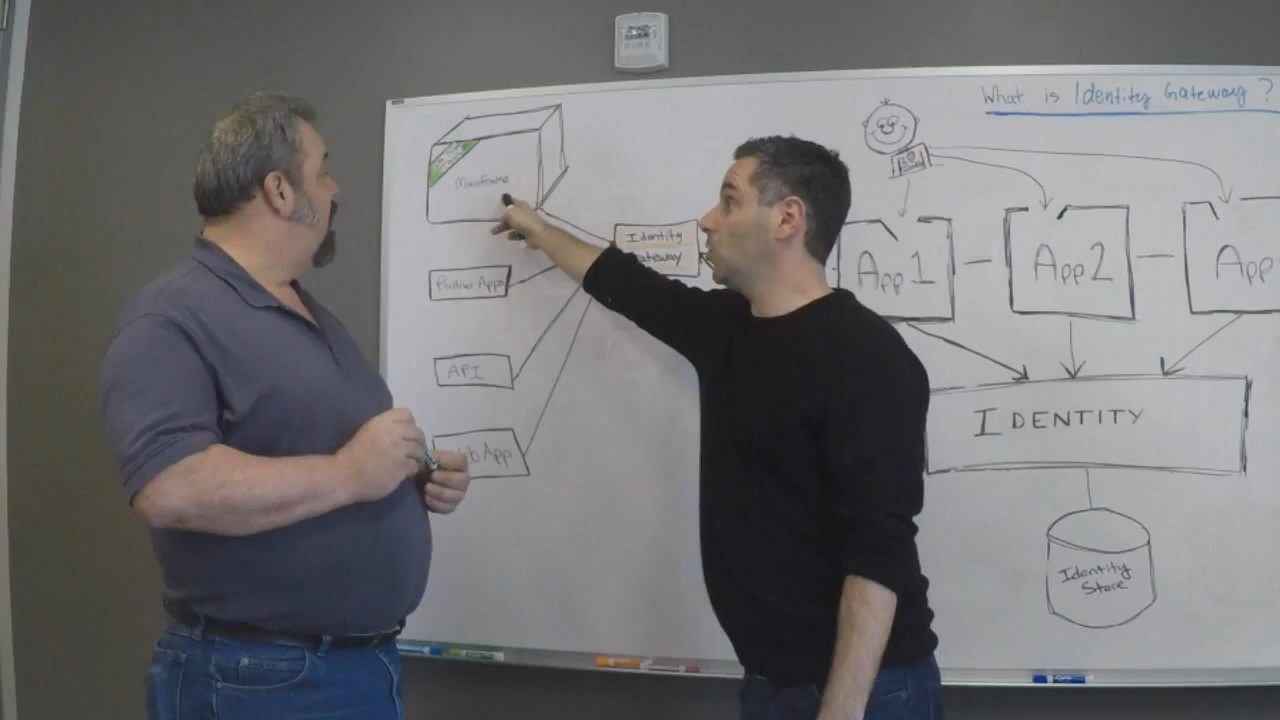 What is Identity Gateway ?
Mainframe
Identity
Gateway
Partner Apps
API
Web App
App 1
App 2
App
IDENTITY
Identity
Store